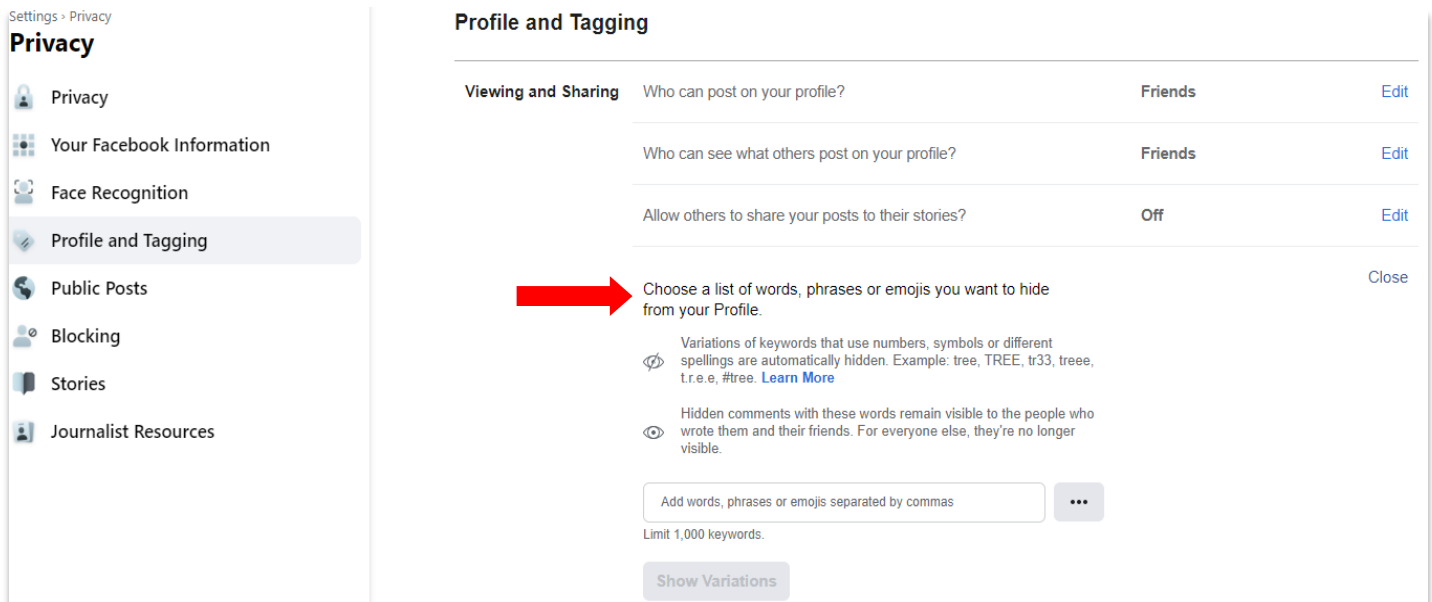 Settings › Privacy
Privacy
Privacy
Your Facebook Information
Face Recognition
Profile and Tagging
Public Posts
Blocking
Stories
Journalist Resources
Profile and Tagging
Viewing and Sharing
Who can post on your profile?
Friends
Edit
Who can see what others post on your profile?
Friends
Edit
Allow others to share your posts to their stories?
Off
Edit
Close
Choose a list of words, phrases or emojis you want to hide
from your Profile.
Variations of keywords that use numbers, symbols or different
spellings are automatically hidden. Example: tree, TREE, tr33, treee,
t.r.e.e, #tree. Learn More
Hidden comments with these words remain visible to the people who
wrote them and their friends. For everyone else, they're no longer
visible.
Add words, phrases or emojis separated by commas
Limit 1,000 keywords.
Show Variations